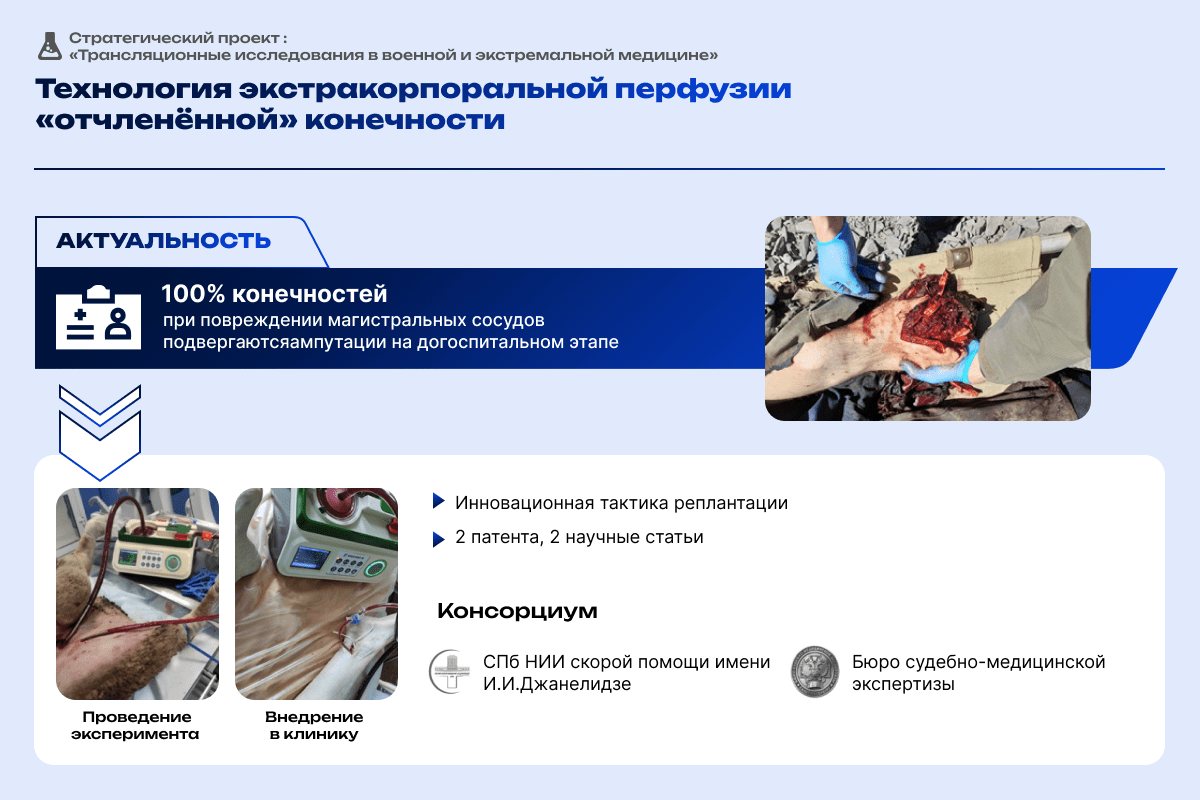 Стратегический проект :
«Трансляционные исследования в военной и экстремальной медицине»
Технология экстракорпоральной перфузии
«отчленённой» конечности
АКТУАЛЬНОСТЬ
100% конечностей
при повреждении магистральных сосудов
подвергаютсяампутации на догоспитальном этапе
Инновационная тактика реплантации
2 патента, 2 научные статьи
Консорциум
СПб НИИ скорой помощи имени
И.И.Джанелидзе
Бюро судебно-медицинской
экспертизы
Проведение
эксперимента
Внедрение
в клинику